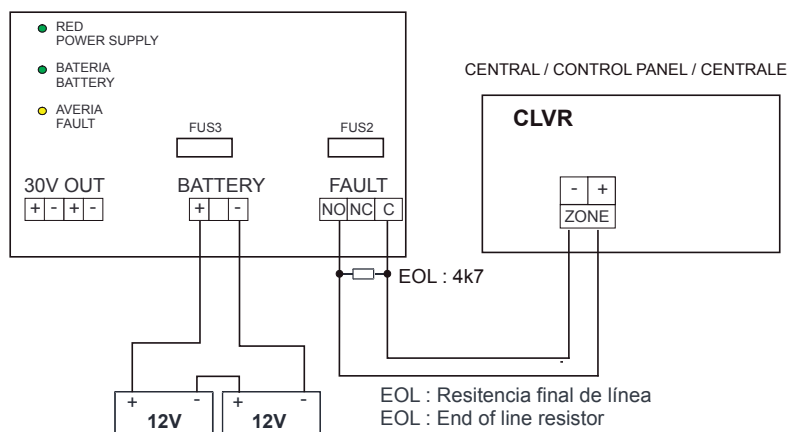 RED
POWER SUPPLY
BATERIA
BATTERY
AVERIA
FAULT
FUS3
FUS2
30V OUT
BATTERY
FAULT
+ - + -
+ -
NO NC C
CENTRAL / CONTROL PANEL / CENTRALE
CLVR
- +
ZONE
EOL : 4k7
+ - + -
12V 12V
EOL : Resitencia final de línea
EOL : End of line resistor